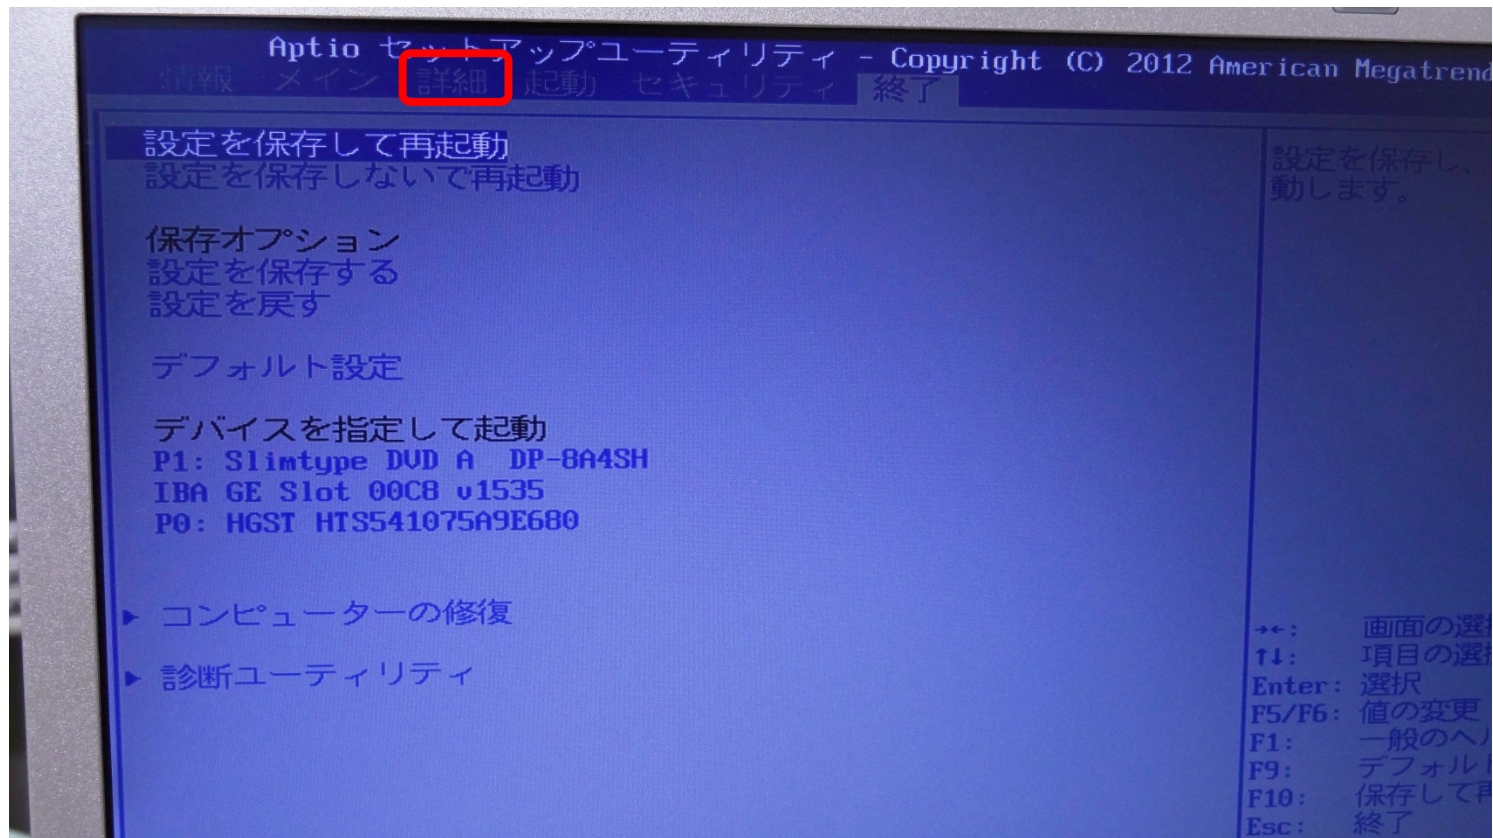 Aptio セットアップユーティリティ - Copyright (C) 2012 American
情報 メイン 詳細 起動 セキュリティ 終了
設定を保存して再起動
設定を保存しないで再起動
保存オプション
設定を保存する
設定を戻す
デフォルト設定
デバイスを指定して起動
P1: Slimtype DVD A DP-8A4SH
IBA GE Slot 00C8 v1535
P0: HGST HTS541075A9E680
▶ コンピューターの修復
▶ 診断ユーティリティ
設定を保存し、
動します。
→←: 画面の選
↑↓: 項目の選
Enter: 選択
F5/F6: 値の変更
F1: 一般のヘ
F9: デフォル
F10: 保存して再
Esc: 終了